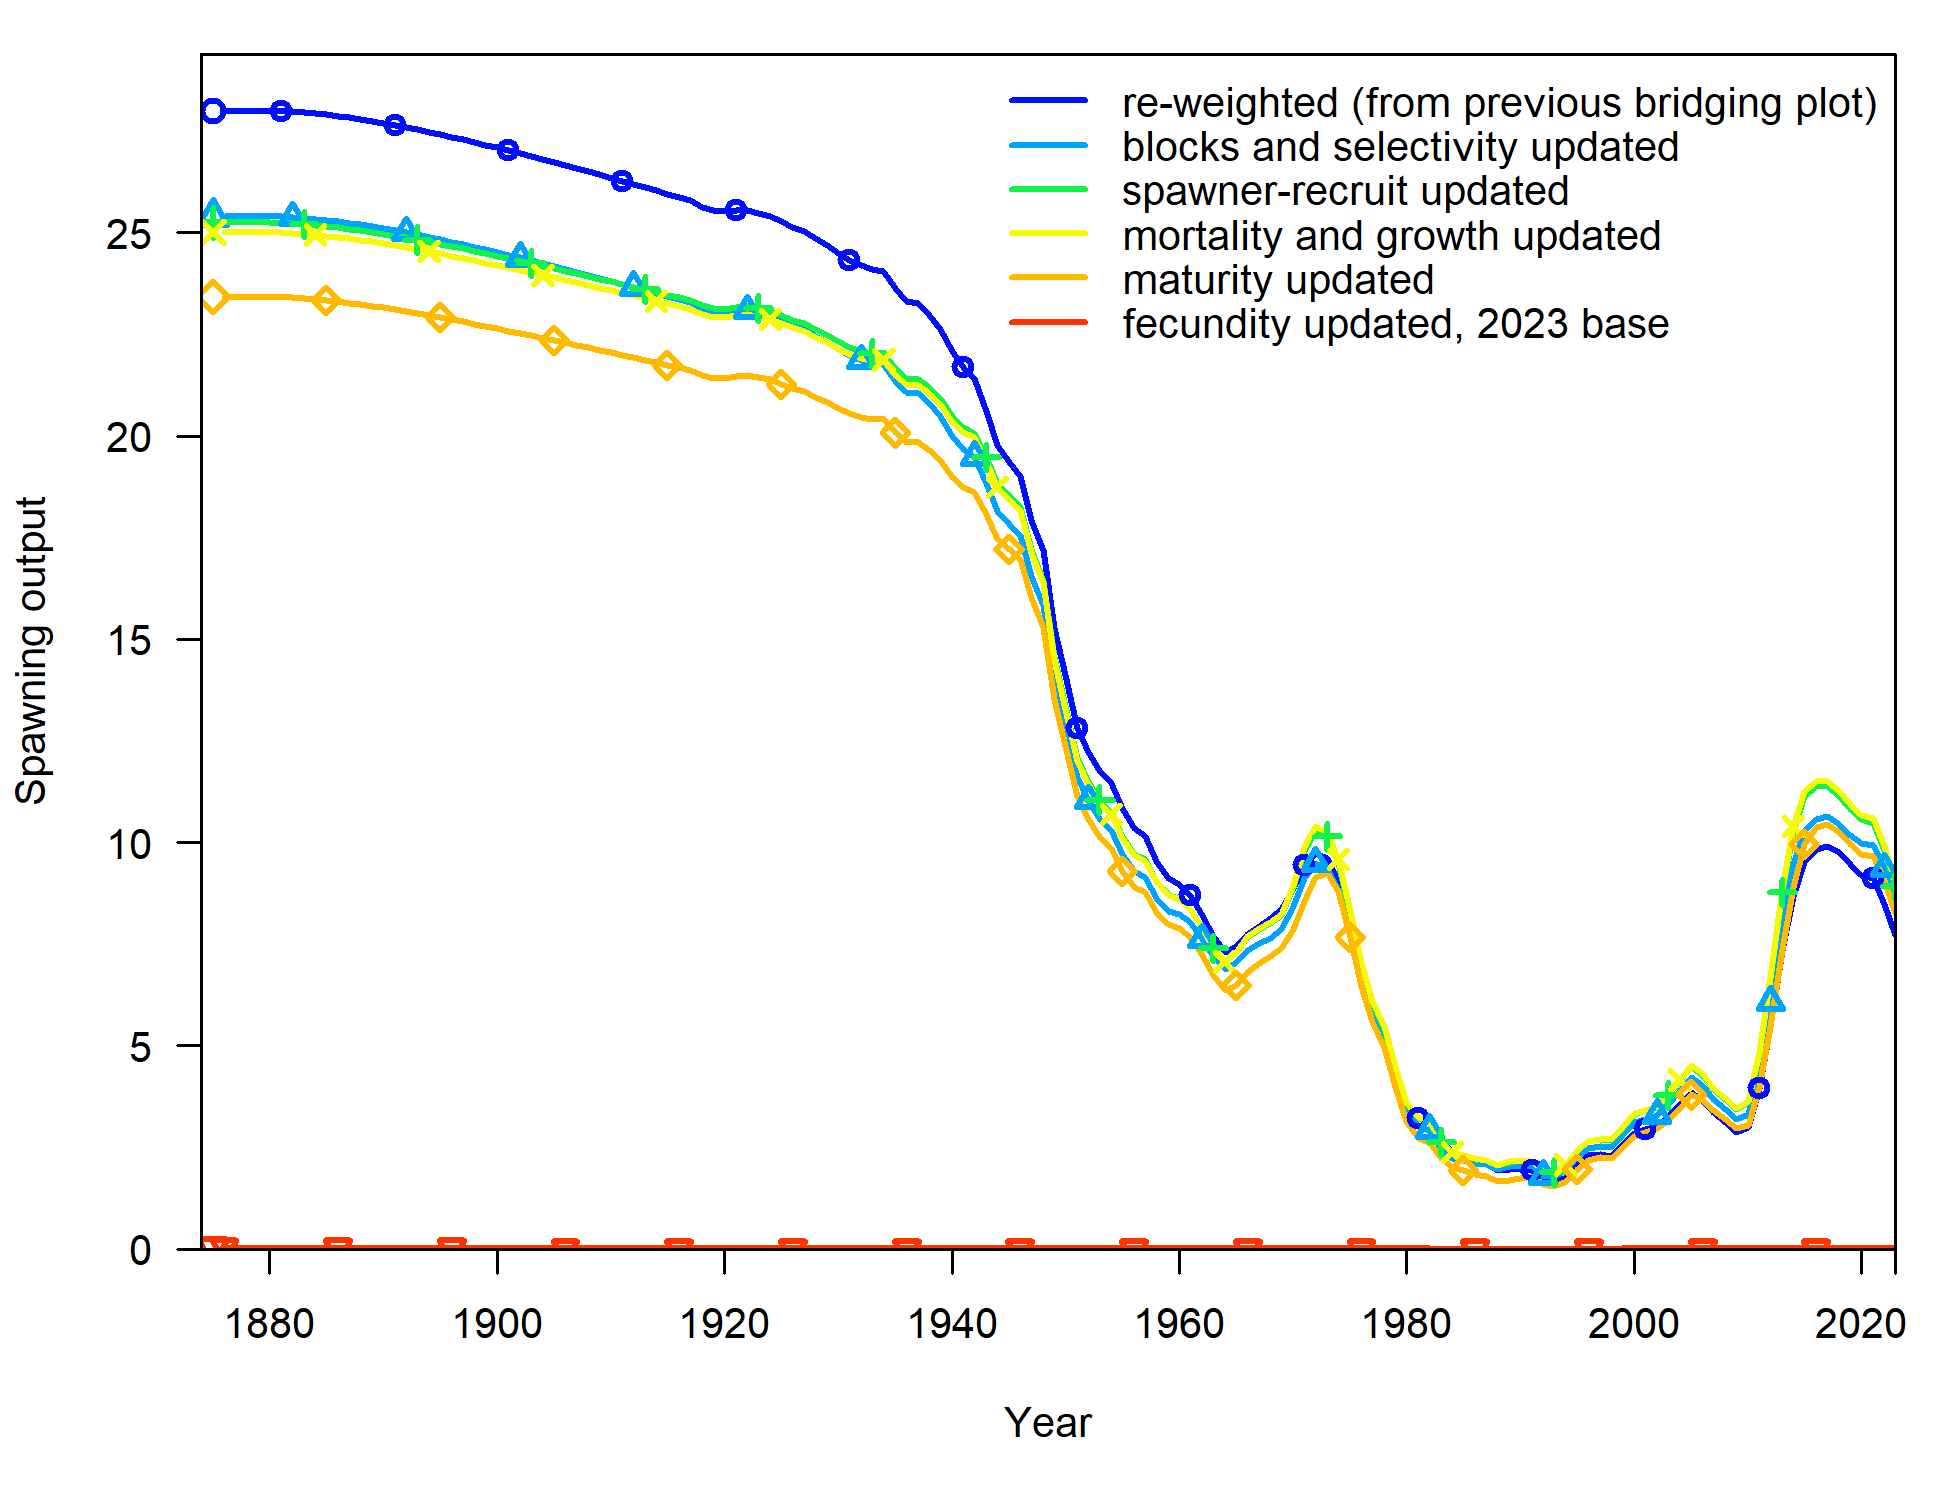 re-weighted (from previous bridging plot)
blocks and selectivity updated
spawner-recruit updated
mortality and growth updated
maturity updated
fecundity updated, 2023 base
25
20
15
10
5
0
Spawning output
1880 1900 1920 1940 1960 1980 2000 2020
Year